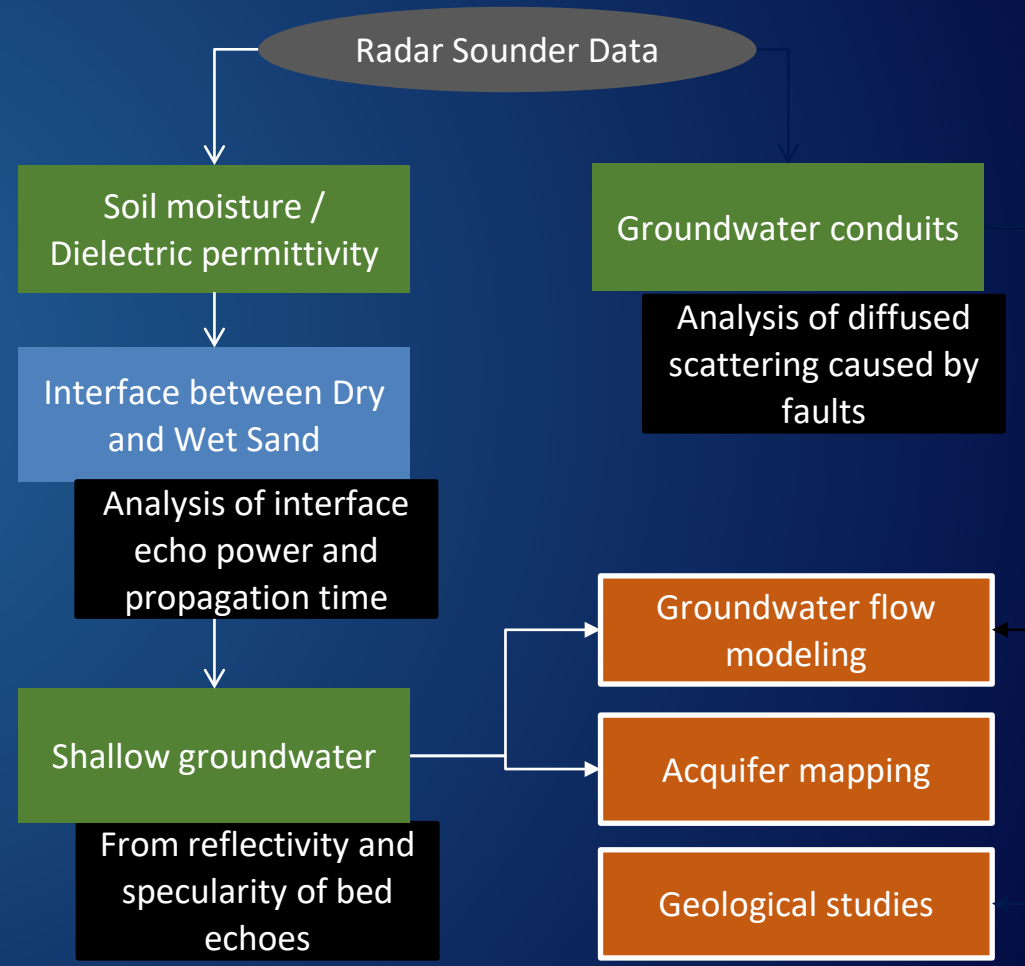 Radar Sounder Data
Soil moisture /
Dielectric permittivity
Groundwater conduits
Analysis of diffused
scattering caused by
faults
Interface between Dry
and Wet Sand
Analysis of interface
echo power and
propagation time
Groundwater flow
modeling
Shallow groundwater
Acquifer mapping
From reflectivity and
specularity of bed
echoes
Geological studies